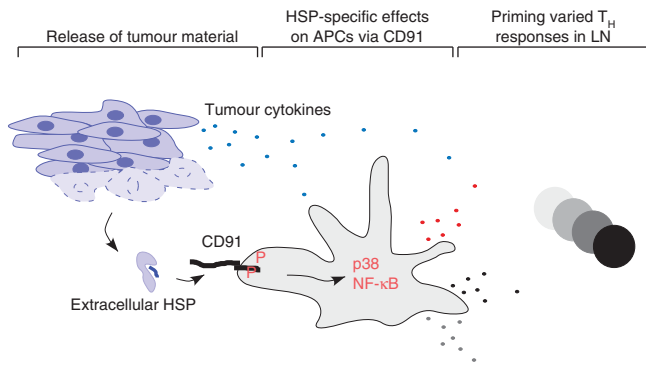 Release of tumour material
HSP-specific effects
on APCs via CD91
Priming varied T_H
responses in LN
Tumour cytokines
CD91
P
P
p38
NF-κB
Extracellular HSP